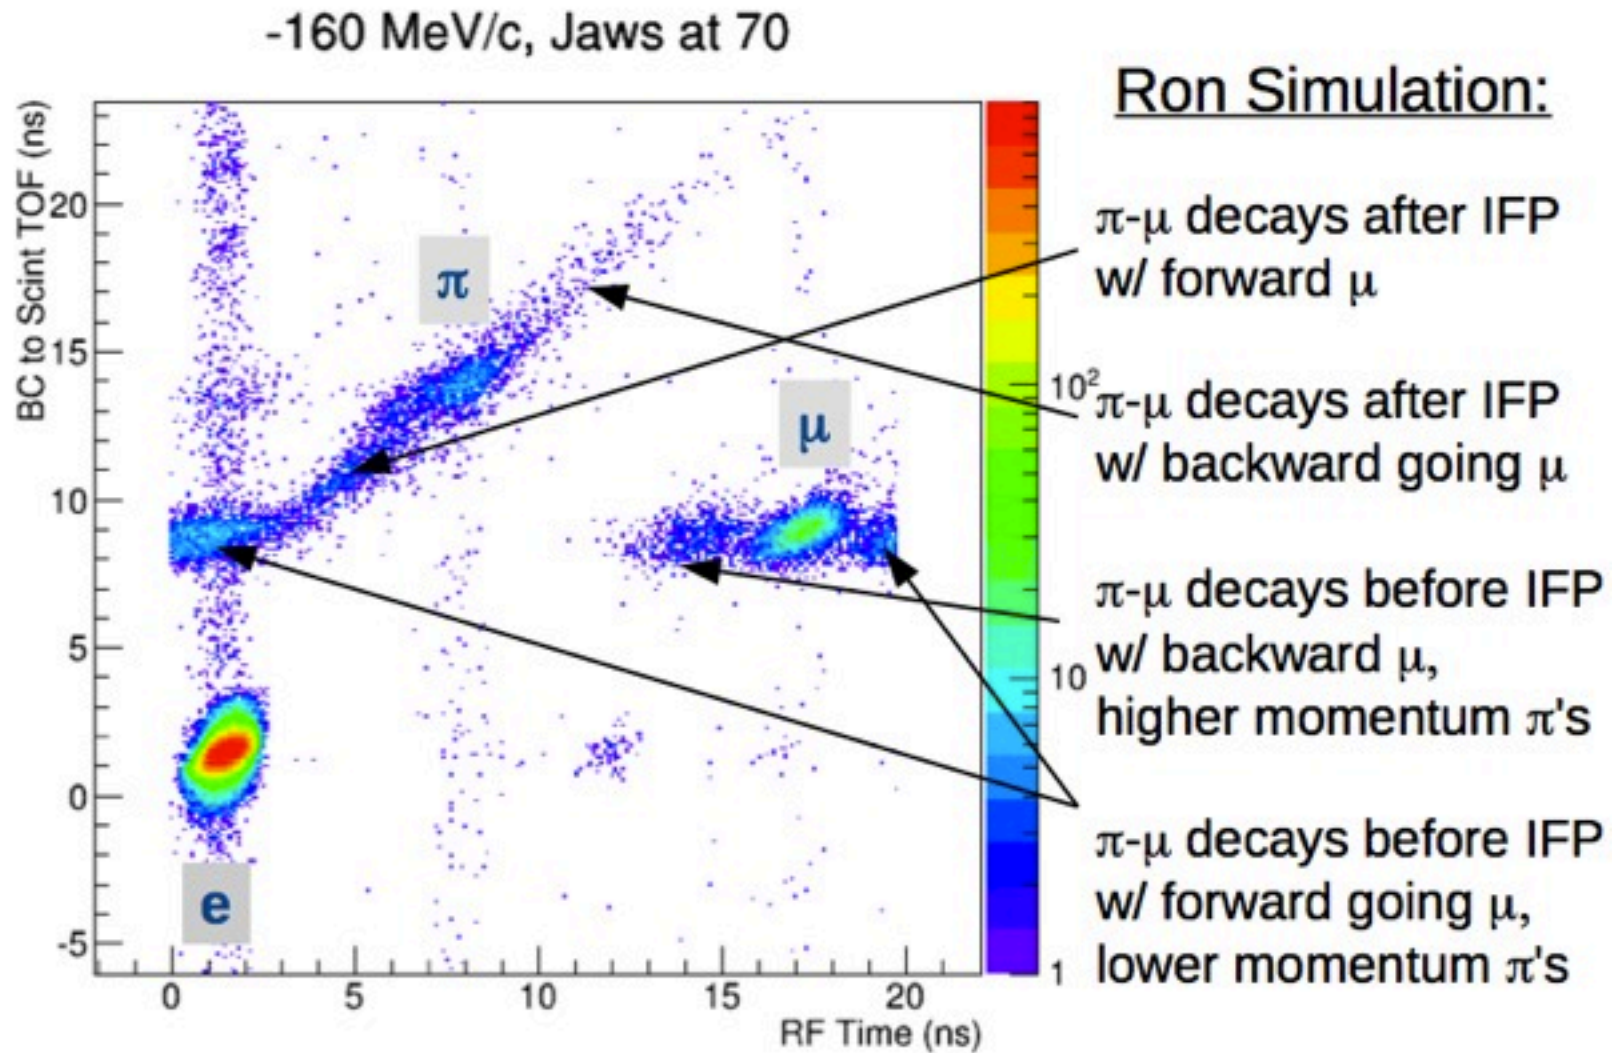 -160 MeV/c, Jaws at 70
BC to Scint TOF (ns)
20
15
10
5
0
-5
π
μ
e
0
5
10
15
20
RF Time (ns)
10²
10
1
Ron Simulation:
π-μ decays after IFP
w/ forward μ
π-μ decays after IFP
w/ backward going μ
π-μ decays before IFP
w/ backward μ,
higher momentum π's
π-μ decays before IFP
w/ forward going μ,
lower momentum π's